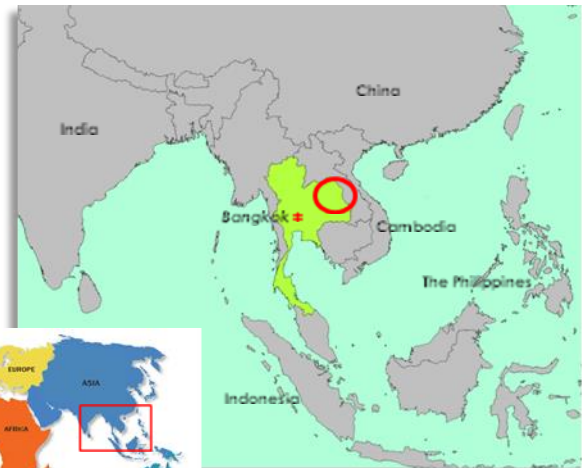 China
India
Bangkok
Cambodia
The Philippines
Indonesia
EUROPE
ASIA
AFRICA